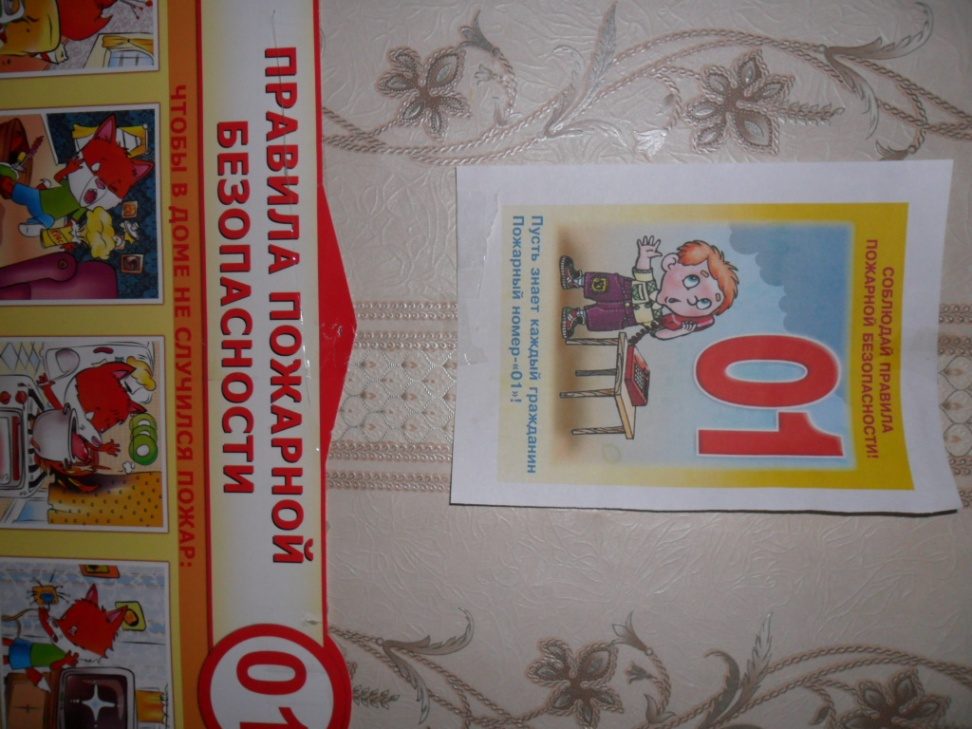 СОБЛЮДАЙ ПРАВИЛА
ПОЖАРНОЙ БЕЗОПАСНОСТИ!
01
Пусть знает каждый гражданин
Пожарный номер-«01»!
ПРАВИЛА ПОЖАРНОЙ
БЕЗОПАСНОСТИ
01
ЧТОБЫ В ДОМЕ НЕ СЛУЧИЛСЯ ПОЖАР: